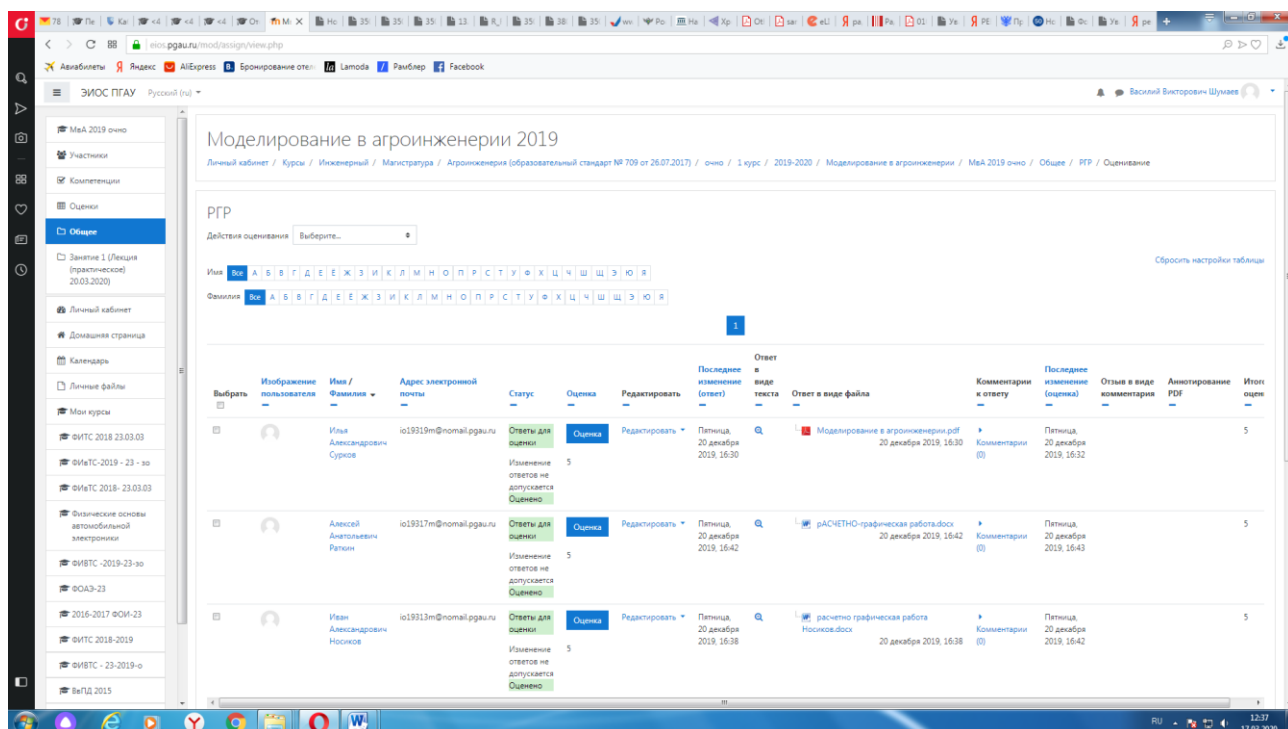 eios.pgau.ru/mod/assign/view.php
Авиабилеты Яндекс AliExpress Бронирование отел Lamoda Рамблер Facebook
ЭИОС ПГАУ Русский (ru) Василий Викторович Шумаев
МвА 2019 очно
Участники
Компетенции
Оценки
Общее
Занятие 1 (Лекция
(практическое)
20.03.2020)
Личный кабинет
Домашняя страница
Календарь
Личные файлы
Мои курсы
ФИТС 2018 23.03.03
ФИвТС-2019 - 23 - зо
ФИвТС 2018- 23.03.03
Физические основы
автомобильной
электроники
ФИВТС -2019-23-зо
ФОАЭ-23
2016-2017 ФОИ-23
ФИТС 2018-2019
ФИВТС - 23-2019-о
ВвПД 2015
Моделирование в агроинженерии 2019
Личный кабинет / Курсы / Инженерный / Магистратура / Агроинженерия (образовательный стандарт № 709 от 26.07.2017) / очно / 1 курс / 2019-2020 / Моделирование в агроинженерии / МвА 2019 очно / Общее / РГР / Оценивание
РГР
Действия оценивания Выберите...
Сбросить настройки таблицы
Имя Все А Б В Г Д Е Ё Ж З И К Л М Н О П Р С Т У Ф Х Ц Ч Ш Щ Э Ю Я
Фамилия Все А Б В Г Д Е Ё Ж З И К Л М Н О П Р С Т У Ф Х Ц Ч Ш Щ Э Ю Я
1
Выбрать
Изображение
пользователя
Имя /
Фамилия
Адрес электронной
почты
Статус
Оценка
Редактировать
Последнее
изменение
(ответ)
Ответ
в
виде
текста
Ответ в виде файла
Комментарии
к ответу
Последнее
изменение
(оценка)
Отзыв в виде
комментария
Аннотирование
PDF
Илья
Александрович
Сурков
io19319m@nomail.pgau.ru
Ответы для
оценки
Изменение
ответов не
допускается
Оценено
Оценка
5
Редактировать
Пятница,
20 декабря
2019, 16:30
Моделирование в агроинженерии.pdf
20 декабря 2019, 16:30
Комментарии
(0)
Пятница,
20 декабря
2019, 16:32
5
Алексей
Анатольевич
Раткин
io19317m@nomail.pgau.ru
Ответы для
оценки
Изменение
ответов не
допускается
Оценено
Оценка
5
Редактировать
Пятница,
20 декабря
2019, 16:42
рАСЧЕТНО-графическая работа.docx
20 декабря 2019, 16:42
Комментарии
(0)
Пятница,
20 декабря
2019, 16:43
5
Иван
Александрович
Носиков
io19313m@nomail.pgau.ru
Ответы для
оценки
Изменение
ответов не
допускается
Оценено
Оценка
5
Редактировать
Пятница,
20 декабря
2019, 16:38
расчетно графическая работа
Носиков.docx
20 декабря 2019, 16:38
Комментарии
(0)
Пятница,
20 декабря
2019, 16:42
5
RU
12:37
17.03.2020